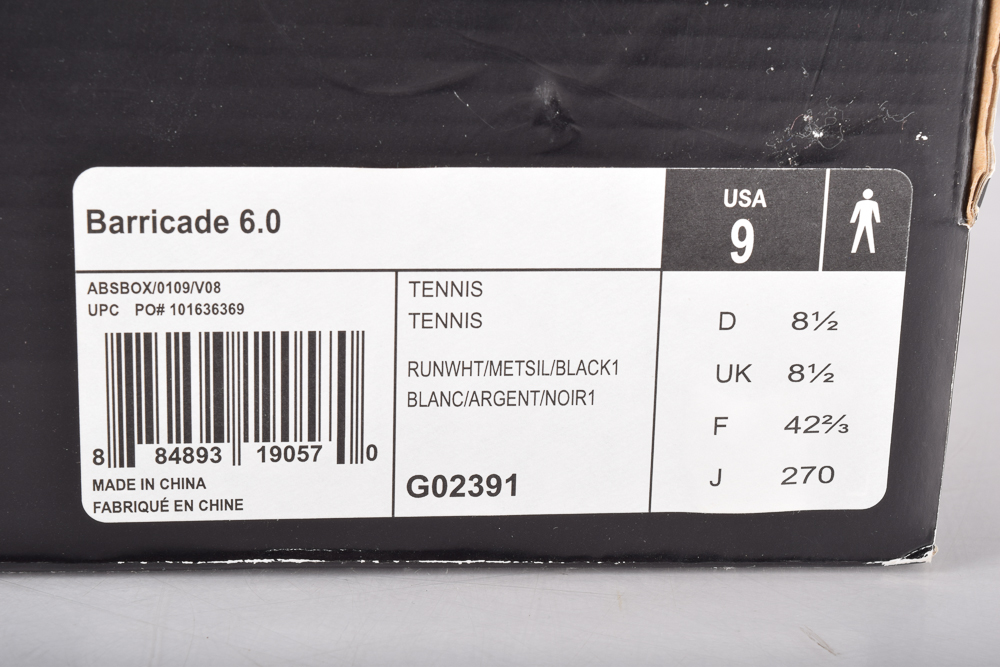 Barricade 6.0
USA
9
ABSBOX/0109/V08
UPC PO# 101636369
8 84893 19057 0
MADE IN CHINA
FABRIQUÉ EN CHINE
TENNIS
TENNIS
RUNWHT/METSIL/BLACK1
BLANC/ARGENT/NOIR1
G02391
D 8½
UK 8½
F 42⅔
J 270